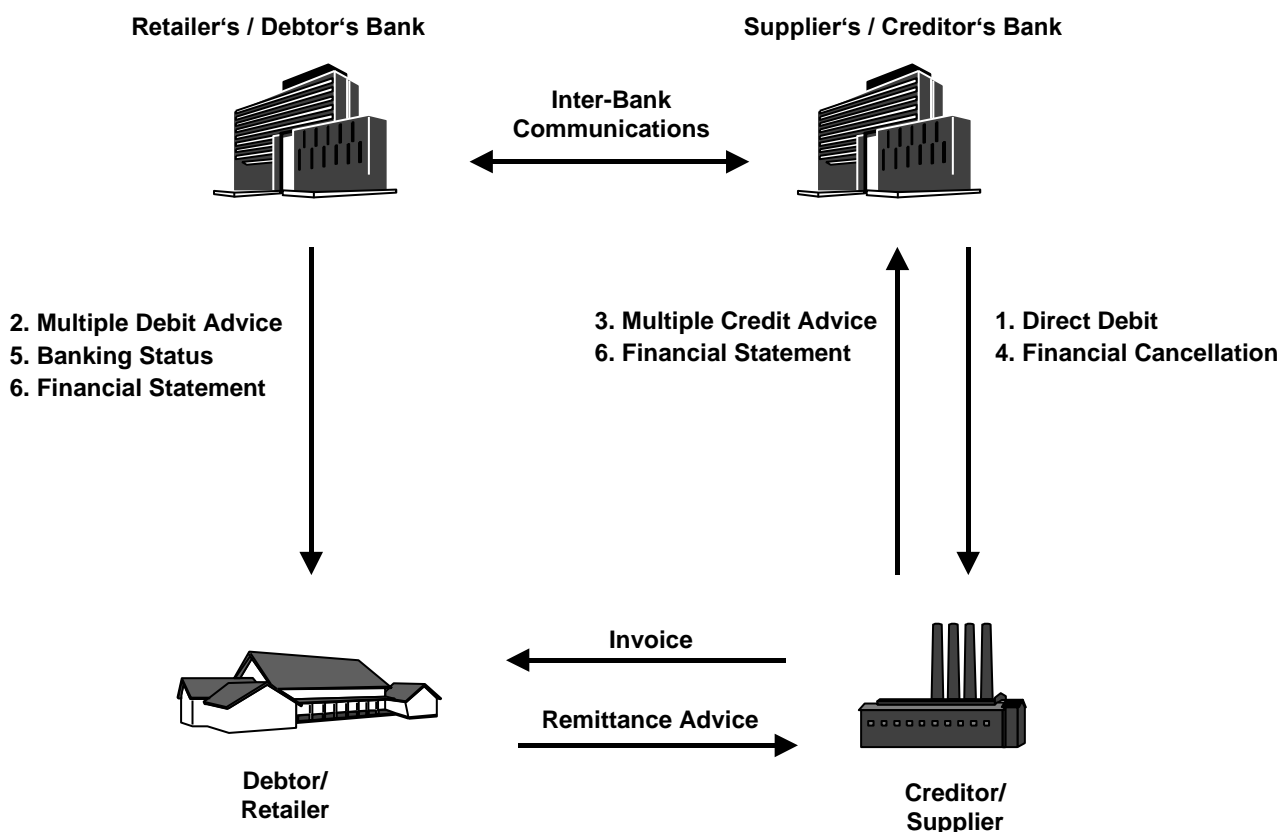 Retailer‘s / Debtor‘s Bank
Supplier‘s / Creditor‘s Bank
Inter-Bank
Communications
2. Multiple Debit Advice
5. Banking Status
6. Financial Statement
3. Multiple Credit Advice
6. Financial Statement
1. Direct Debit
4. Financial Cancellation
Invoice
Remittance Advice
Debtor/
Retailer
Creditor/
Supplier